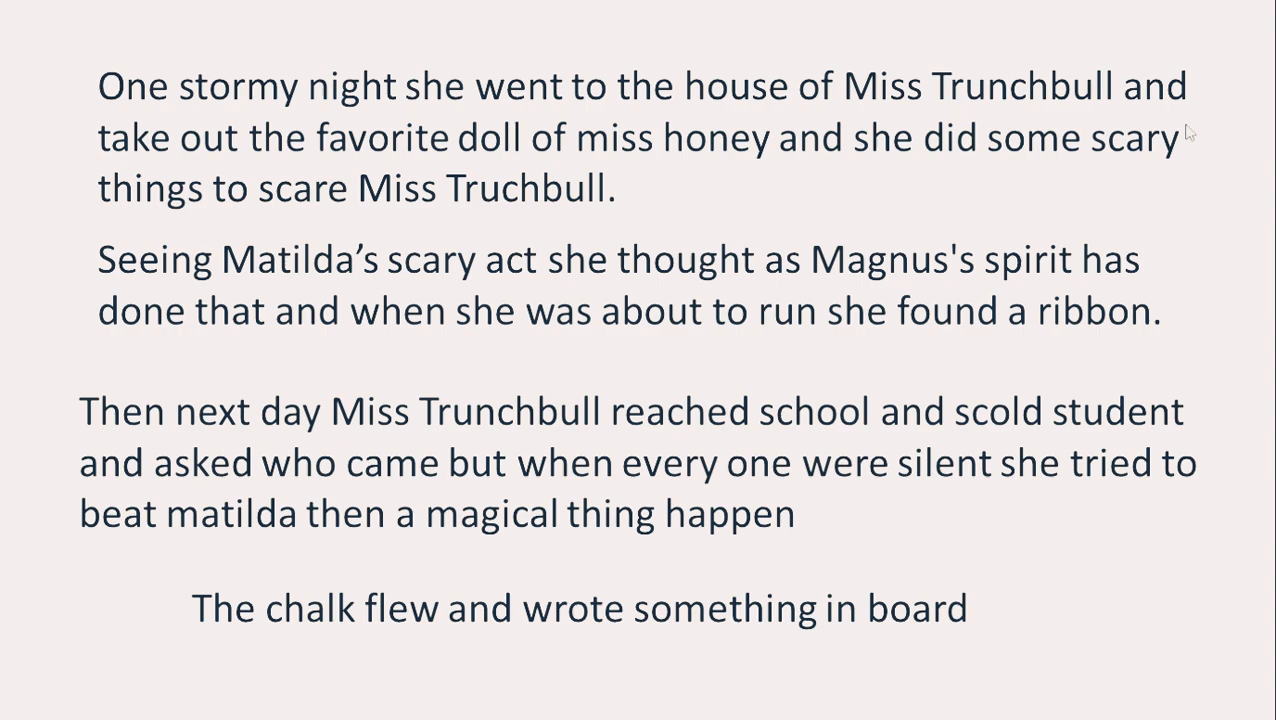 One stormy night she went to the house of Miss Trunchbull and
take out the favorite doll of miss honey and she did some scary
things to scare Miss Truchbull.
Seeing Matilda’s scary act she thought as Magnus's spirit has
done that and when she was about to run she found a ribbon.
Then next day Miss Trunchbull reached school and scold student
and asked who came but when every one were silent she tried to
beat matilda then a magical thing happen
The chalk flew and wrote something in board